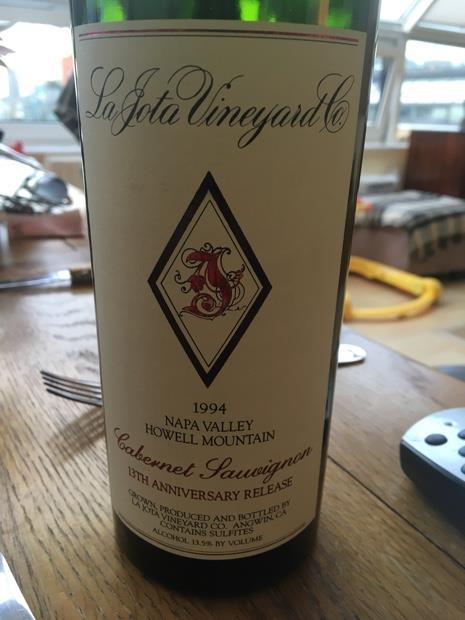 La Jota Vineyard Co.
J
1994
NAPA VALLEY
HOWELL MOUNTAIN
Cabernet Sauvignon
13TH ANNIVERSARY RELEASE
GROWN, PRODUCED AND BOTTLED BY
LA JOTA VINEYARD CO. ANGWIN, CA
CONTAINS SULFITES
ALCOHOL 13.5% BY VOLUME